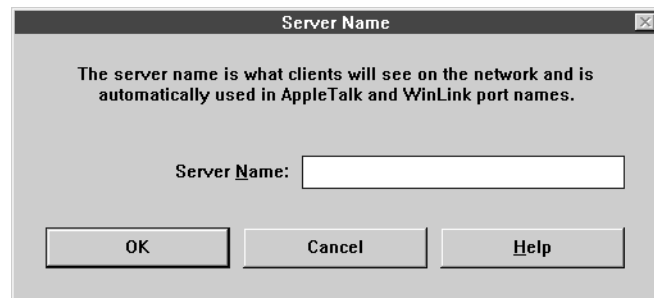 Server Name
The server name is what clients will see on the network and is
automatically used in AppleTalk and WinLink port names.
Server Name:
OK Cancel Help